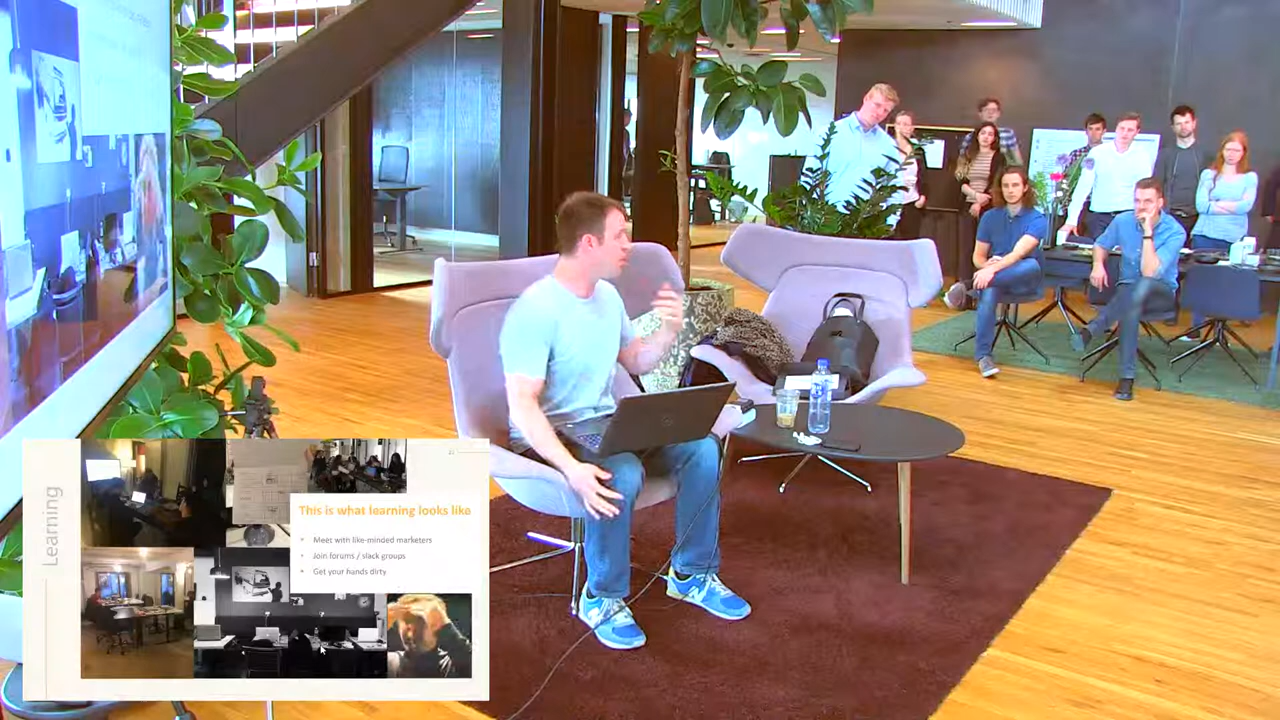 Learning
This is what learning looks like
• Meet with like-minded marketers
• Join forums / slack groups
• Get your hands dirty